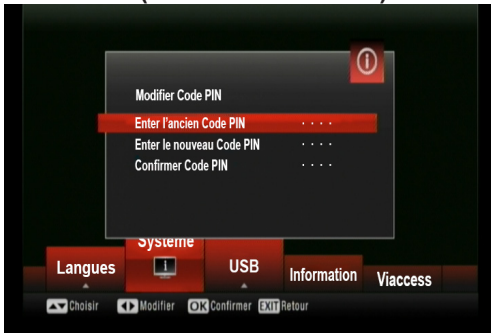 Modifier Code PIN
Enter l'ancien Code PIN . . . .
Enter le nouveau Code PIN . . . .
Confirmer Code PIN . . . .
Langues Système USB Information Viaccess
Choisir Modifier OK Confirmer EXIT Retour